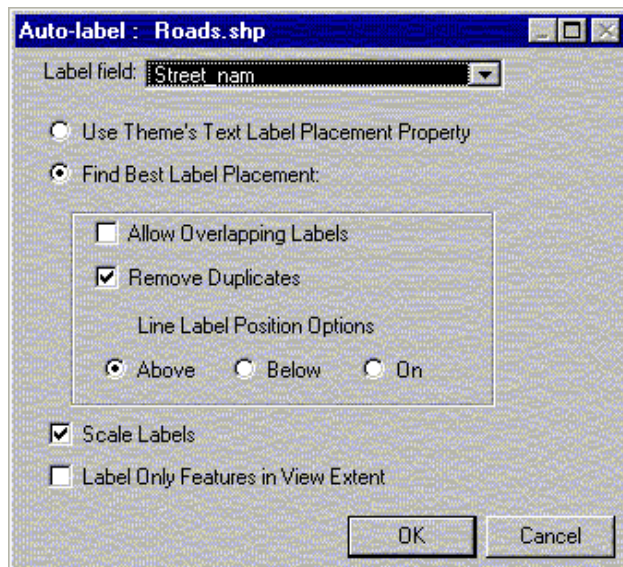 Auto-label : Roads.shp
Label field: Street_nam
Use Theme's Text Label Placement Property
Find Best Label Placement:
Allow Overlapping Labels
Remove Duplicates
Line Label Position Options
Above Below On
Scale Labels
Label Only Features in View Extent
OK Cancel